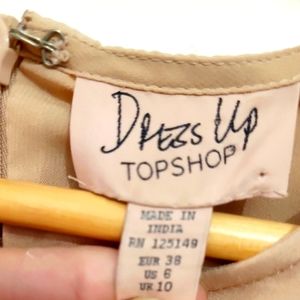 Dress Up
TOPSHOP
MADE IN
INDIA
RN 125149
EUR 38
US 6
UK 10